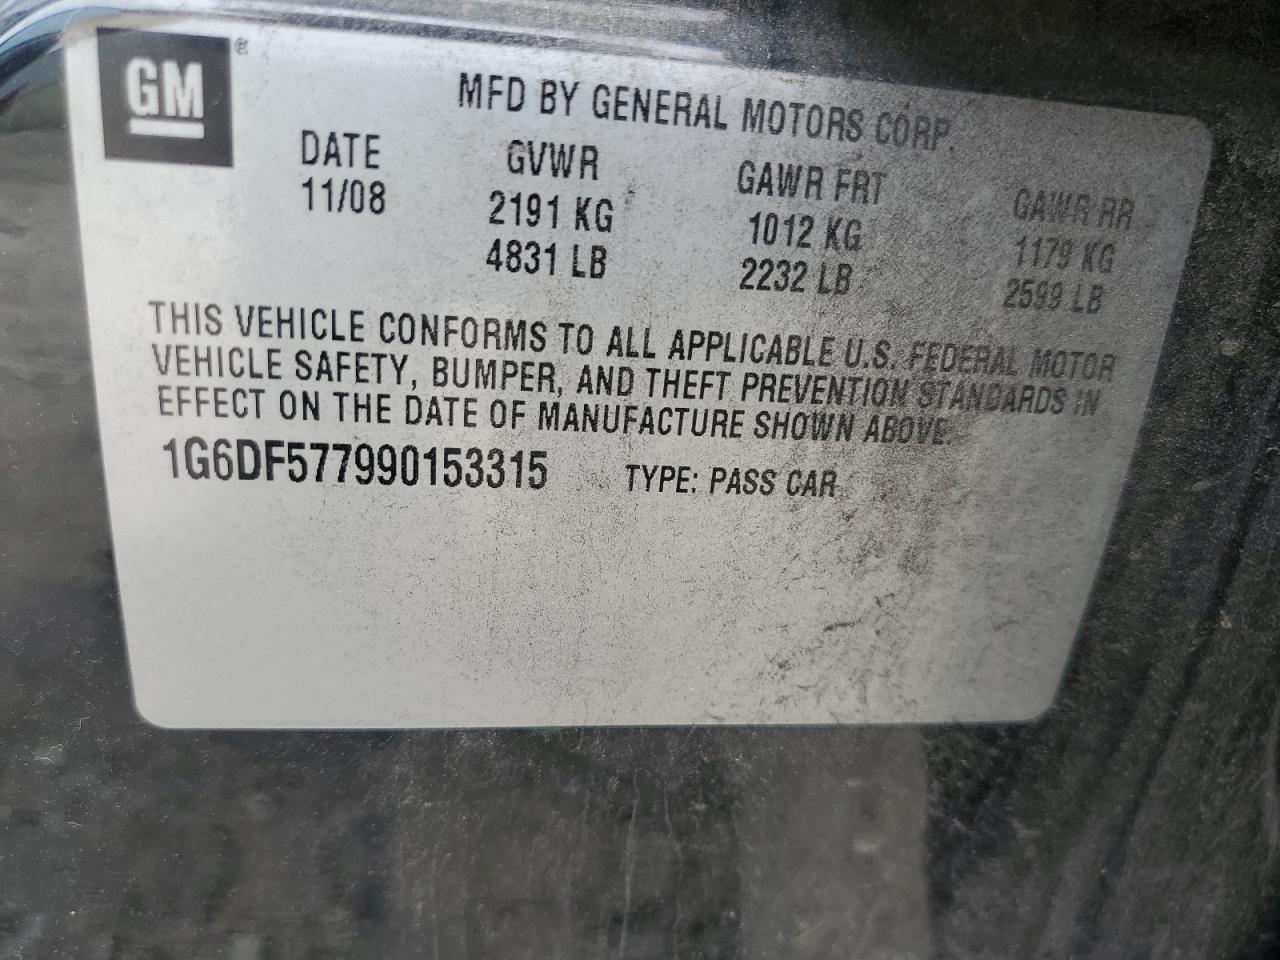 GM®
MFD BY GENERAL MOTORS CORP.
DATE GVWR GAWR FRT GAWR RR
11/08 2191 KG 1012 KG 1179 KG
4831 LB 2232 LB 2599 LB
THIS VEHICLE CONFORMS TO ALL APPLICABLE U.S. FEDERAL MOTOR
VEHICLE SAFETY, BUMPER, AND THEFT PREVENTION STANDARDS IN
EFFECT ON THE DATE OF MANUFACTURE SHOWN ABOVE.
1G6DF577990153315 TYPE: PASS CAR